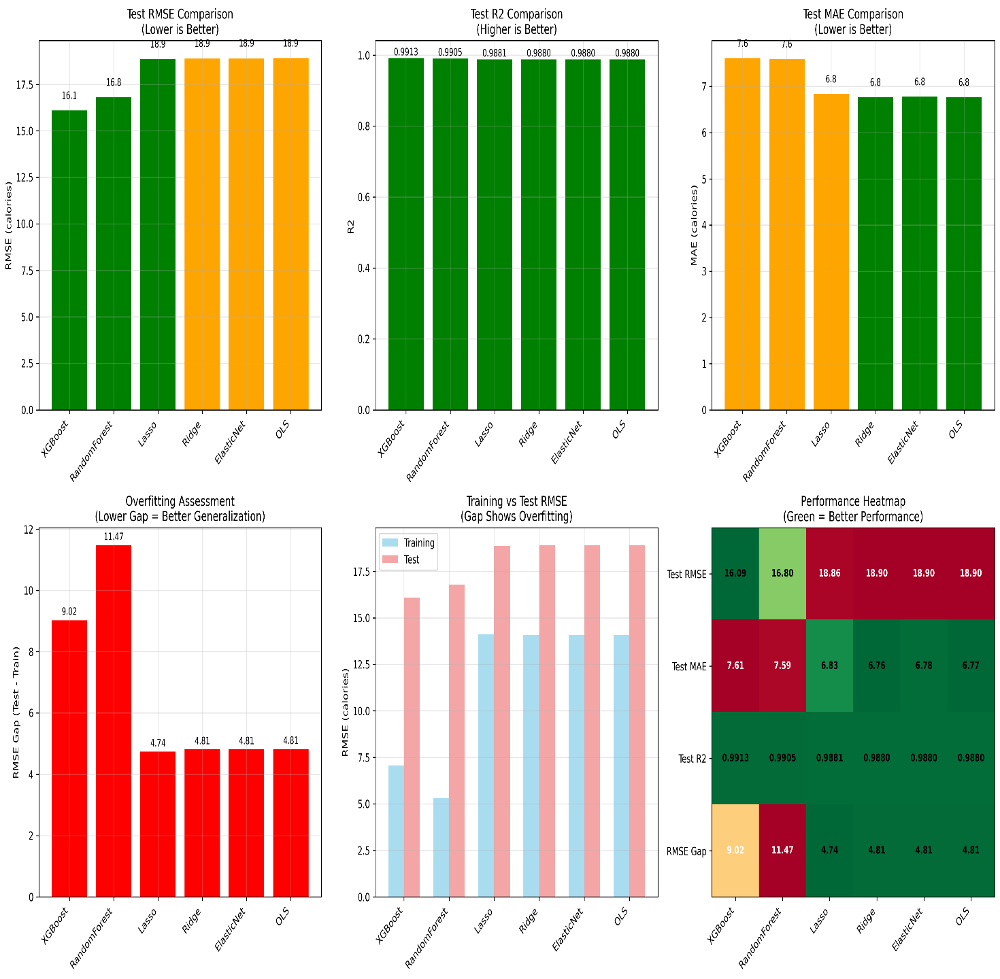 Test RMSE Comparison
(Lower is Better)
18.9 18.9 18.9 18.9
16.8
16.1
17.5
15.0
12.5
10.0
7.5
5.0
2.5
0.0
RMSE (calories)
XGBoost
RandomForest
Lasso
Ridge
ElasticNet
OLS
Test R2 Comparison
(Higher is Better)
0.9913 0.9905 0.9881 0.9880 0.9880 0.9880
1.0
0.8
0.6
0.4
0.2
0.0
R2
XGBoost
RandomForest
Lasso
Ridge
ElasticNet
OLS
Test MAE Comparison
(Lower is Better)
7.6 7.6
6.8 6.8 6.8 6.8
7
6
5
4
3
2
1
0
MAE (calories)
XGBoost
RandomForest
Lasso
Ridge
ElasticNet
OLS
Overfitting Assessment
(Lower Gap = Better Generalization)
11.47
9.02
4.74 4.81 4.81 4.81
12
10
8
6
4
2
0
RMSE Gap (Test - Train)
XGBoost
RandomForest
Lasso
Ridge
ElasticNet
OLS
Training vs Test RMSE
(Gap Shows Overfitting)
Training
Test
17.5
15.0
12.5
10.0
7.5
5.0
2.5
0.0
RMSE (calories)
XGBoost
RandomForest
Lasso
Ridge
ElasticNet
OLS
Performance Heatmap
(Green = Better Performance)
Test RMSE 16.09 16.80 18.86 18.90 18.90 18.90
Test MAE 7.61 7.59 6.83 6.76 6.78 6.77
Test R2 0.9913 0.9905 0.9881 0.9880 0.9880 0.9880
RMSE Gap 9.02 11.47 4.74 4.81 4.81 4.81
XGBoost
RandomForest
Lasso
Ridge
ElasticNet
OLS